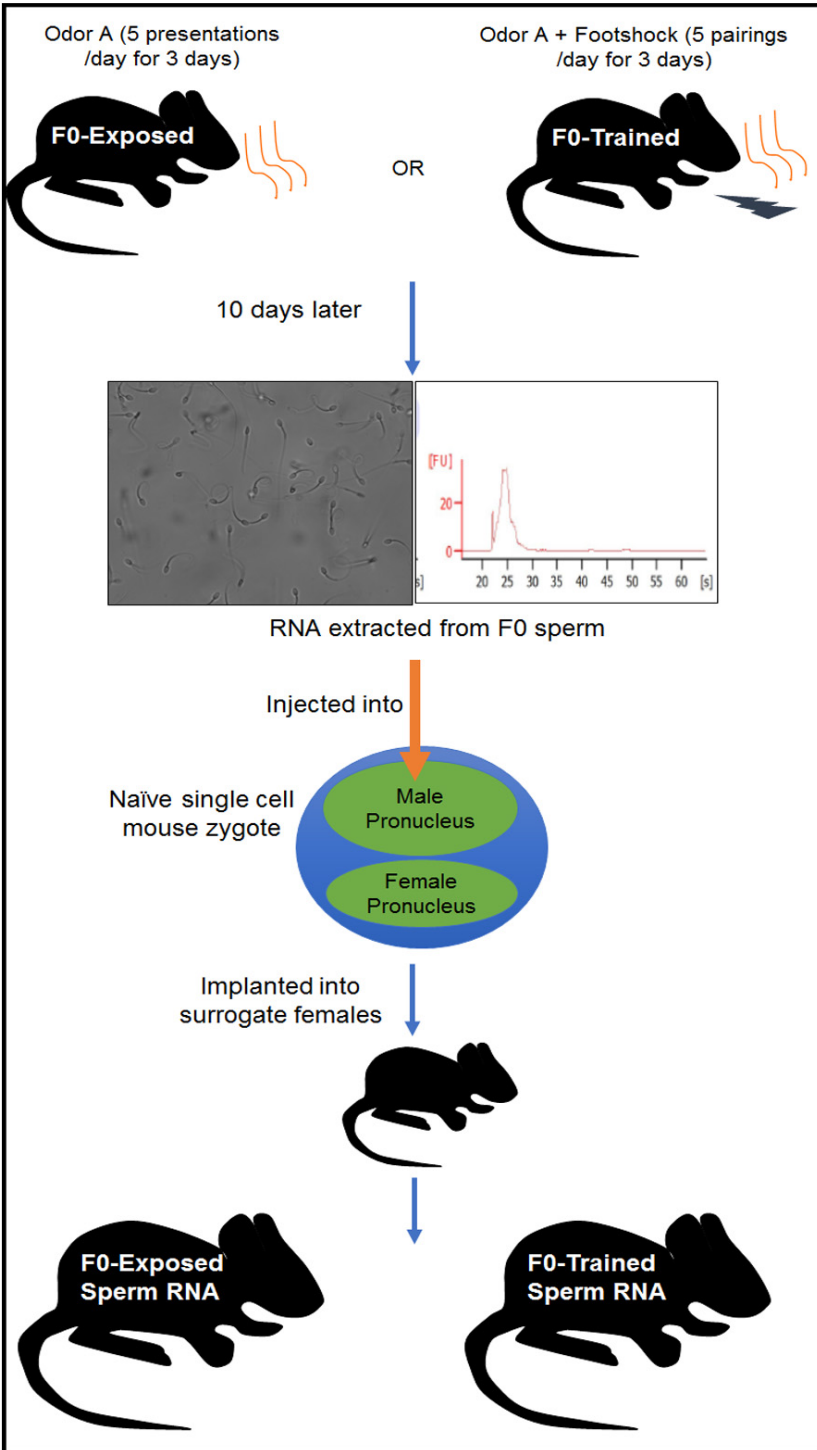 Odor A (5 presentations
/day for 3 days)
Odor A + Footshock (5 pairings
/day for 3 days)
F0-Exposed
OR
F0-Trained
10 days later
[FU]
20
0
s]
20 25 30 35 40 45 50 55 60 [s]
RNA extracted from F0 sperm
Injected into
Naïve single cell
mouse zygote
Male
Pronucleus
Female
Pronucleus
Implanted into
surrogate females
F0-Exposed
Sperm RNA
F0-Trained
Sperm RNA